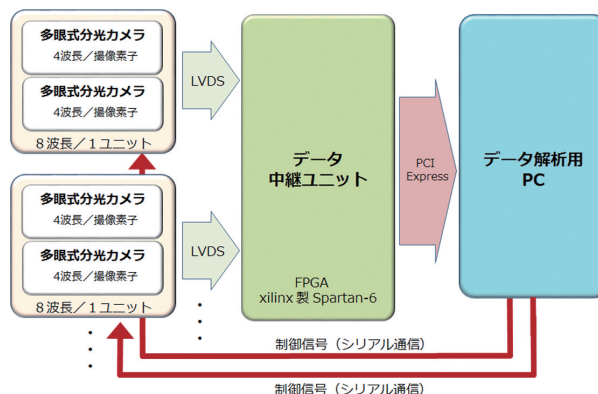 多眼式分光カメラ
4波長／撮像素子
多眼式分光カメラ
4波長／撮像素子
8波長／1ユニット
LVDS
多眼式分光カメラ
4波長／撮像素子
多眼式分光カメラ
4波長／撮像素子
8波長／1ユニット
LVDS
データ
中継ユニット
FPGA
xilinx 製 Spartan-6
PCI
Express
データ解析用
PC
制御信号（シリアル通信）
制御信号（シリアル通信）